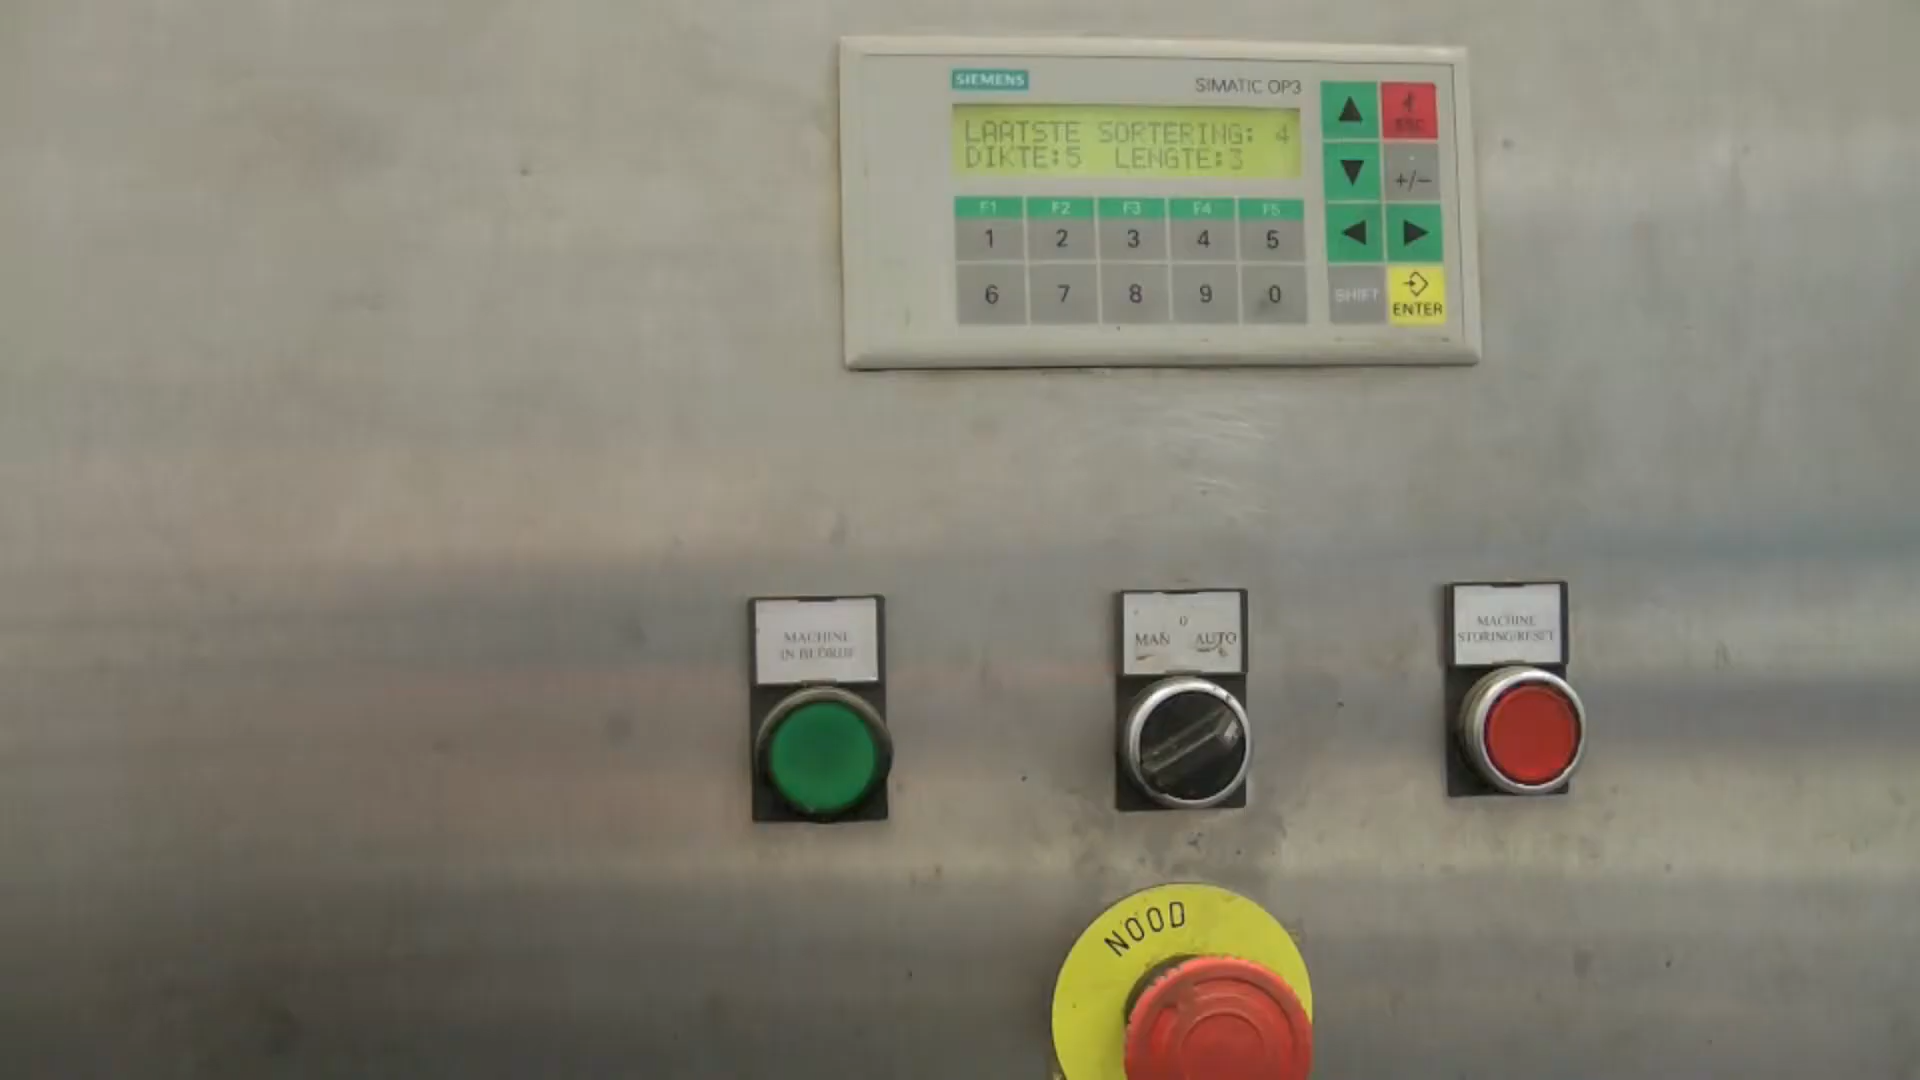 SIEMENS
SIMATIC OP3
LAATSTE SORTERING: 4
DIKTE:5 LENGTE:3
ESC
+/-
F1 F2 F3 F4 F5
1 2 3 4 5
6 7 8 9 0
SHIFT
ENTER
MACHINE
IN BEDRIJF
0
MAN AUTO
MACHINE
STORING/RESET
NOOD